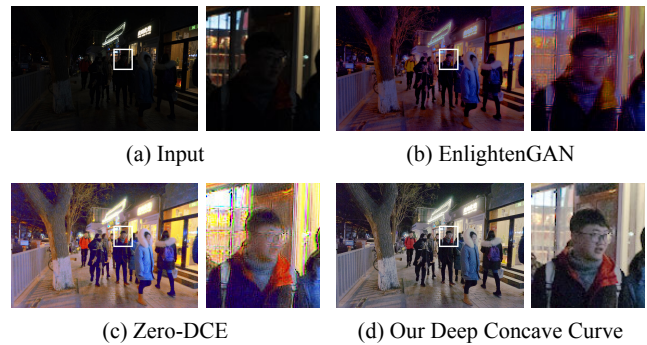 (a) Input
(b) EnlightenGAN
(c) Zero-DCE
(d) Our Deep Concave Curve